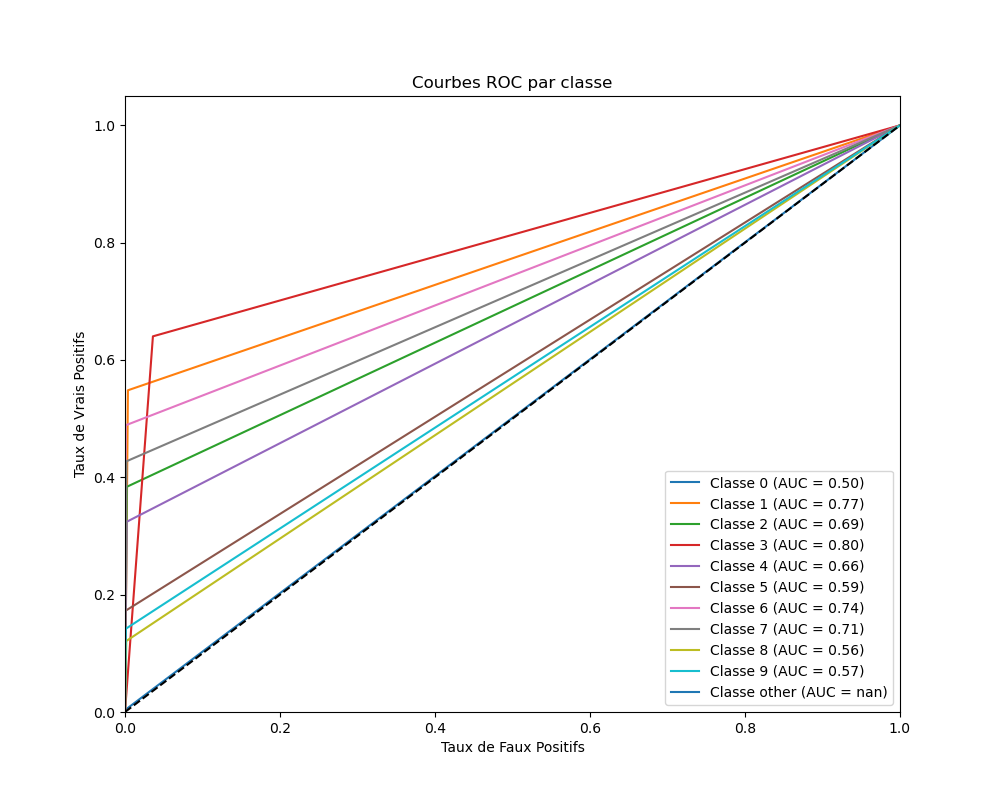 Courbes ROC par classe
1.0
0.8
0.6
0.4
0.2
0.0
Taux de Vrais Positifs
Classe 0 (AUC = 0.50)
Classe 1 (AUC = 0.77)
Classe 2 (AUC = 0.69)
Classe 3 (AUC = 0.80)
Classe 4 (AUC = 0.66)
Classe 5 (AUC = 0.59)
Classe 6 (AUC = 0.74)
Classe 7 (AUC = 0.71)
Classe 8 (AUC = 0.56)
Classe 9 (AUC = 0.57)
Classe other (AUC = nan)
0.0 0.2 0.4 0.6 0.8 1.0
Taux de Faux Positifs